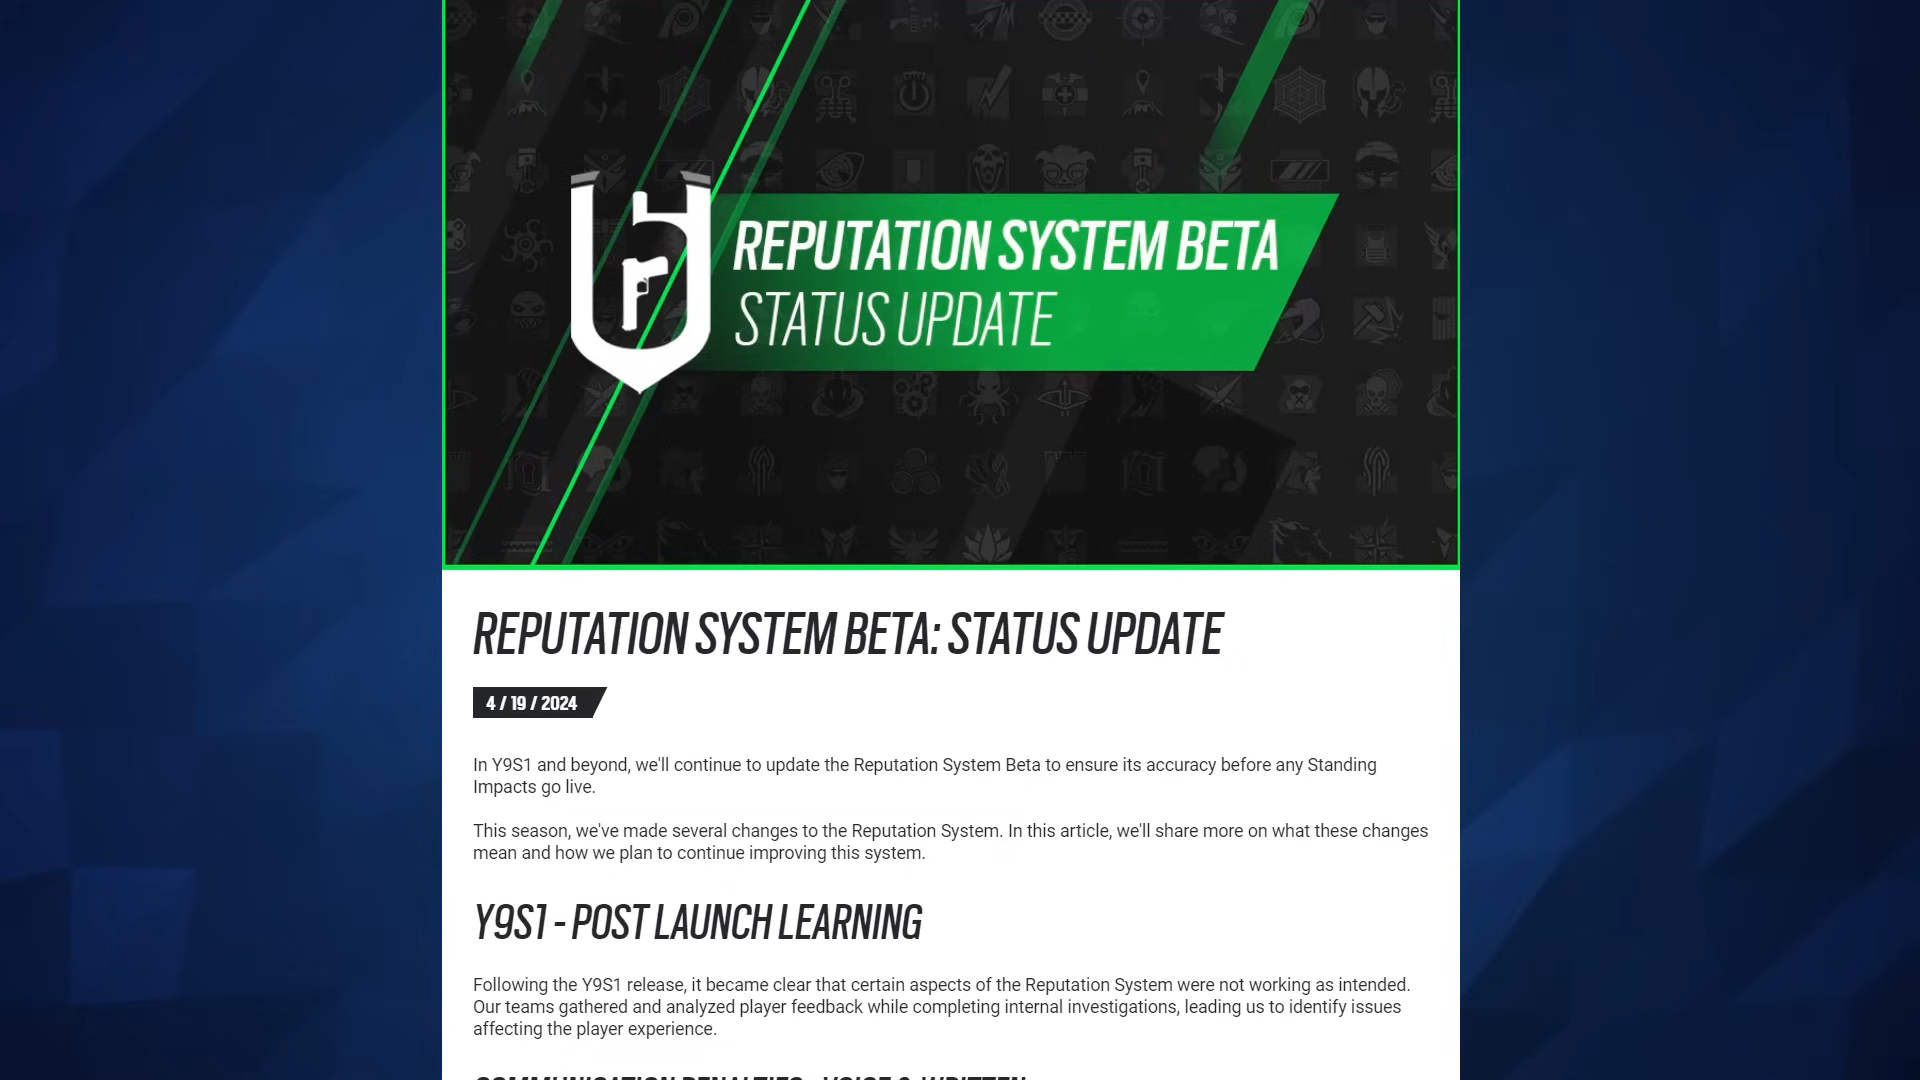 REPUTATION SYSTEM BETA
STATUS UPDATE
REPUTATION SYSTEM BETA: STATUS UPDATE
4 / 19 / 2024
In Y9S1 and beyond, we'll continue to update the Reputation System Beta to ensure its accuracy before any Standing
Impacts go live.
This season, we've made several changes to the Reputation System. In this article, we'll share more on what these changes
mean and how we plan to continue improving this system.
Y9S1 - POST LAUNCH LEARNING
Following the Y9S1 release, it became clear that certain aspects of the Reputation System were not working as intended.
Our teams gathered and analyzed player feedback while completing internal investigations, leading us to identify issues
affecting the player experience.
COMMUNICATION PENALTIES - VOICE & WRITTEN